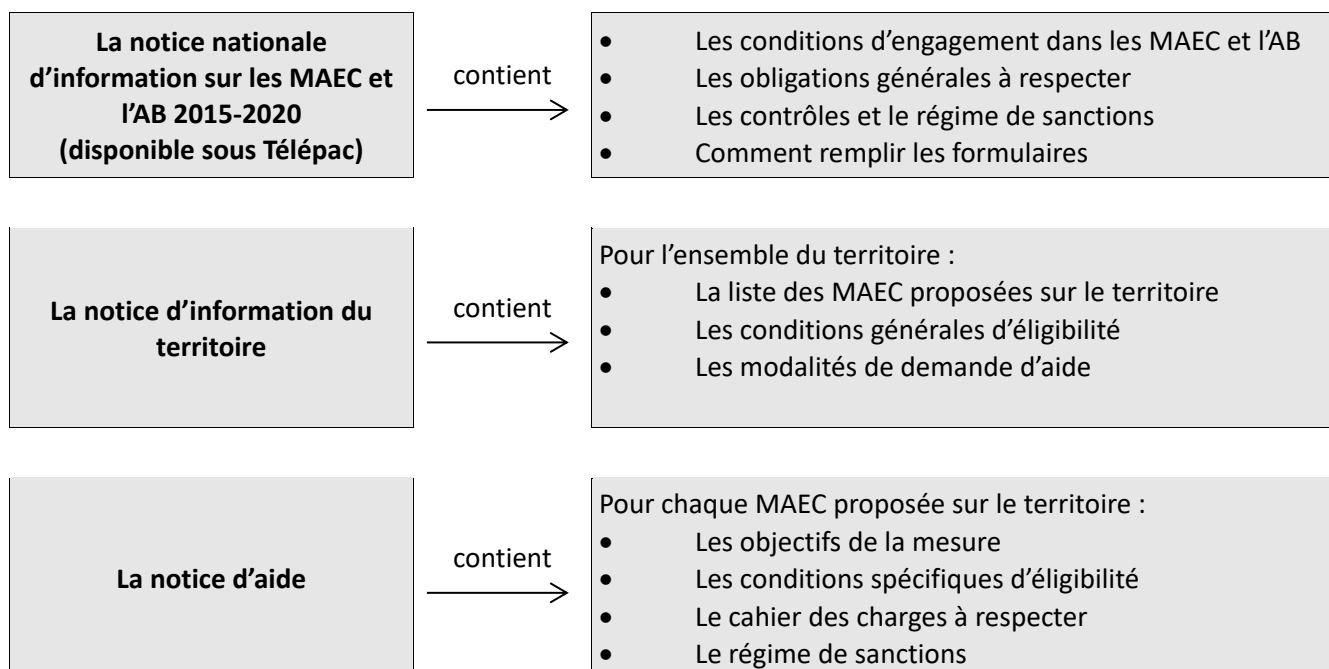 La notice nationale
d’information sur les MAEC et
l’AB 2015-2020
(disponible sous Télépac)
contient
• Les conditions d’engagement dans les MAEC et l’AB
• Les obligations générales à respecter
• Les contrôles et le régime de sanctions
• Comment remplir les formulaires
La notice d’information du
territoire
contient
Pour l’ensemble du territoire :
• La liste des MAEC proposées sur le territoire
• Les conditions générales d’éligibilité
• Les modalités de demande d’aide
La notice d’aide
contient
Pour chaque MAEC proposée sur le territoire :
• Les objectifs de la mesure
• Les conditions spécifiques d’éligibilité
• Le cahier des charges à respecter
• Le régime de sanctions